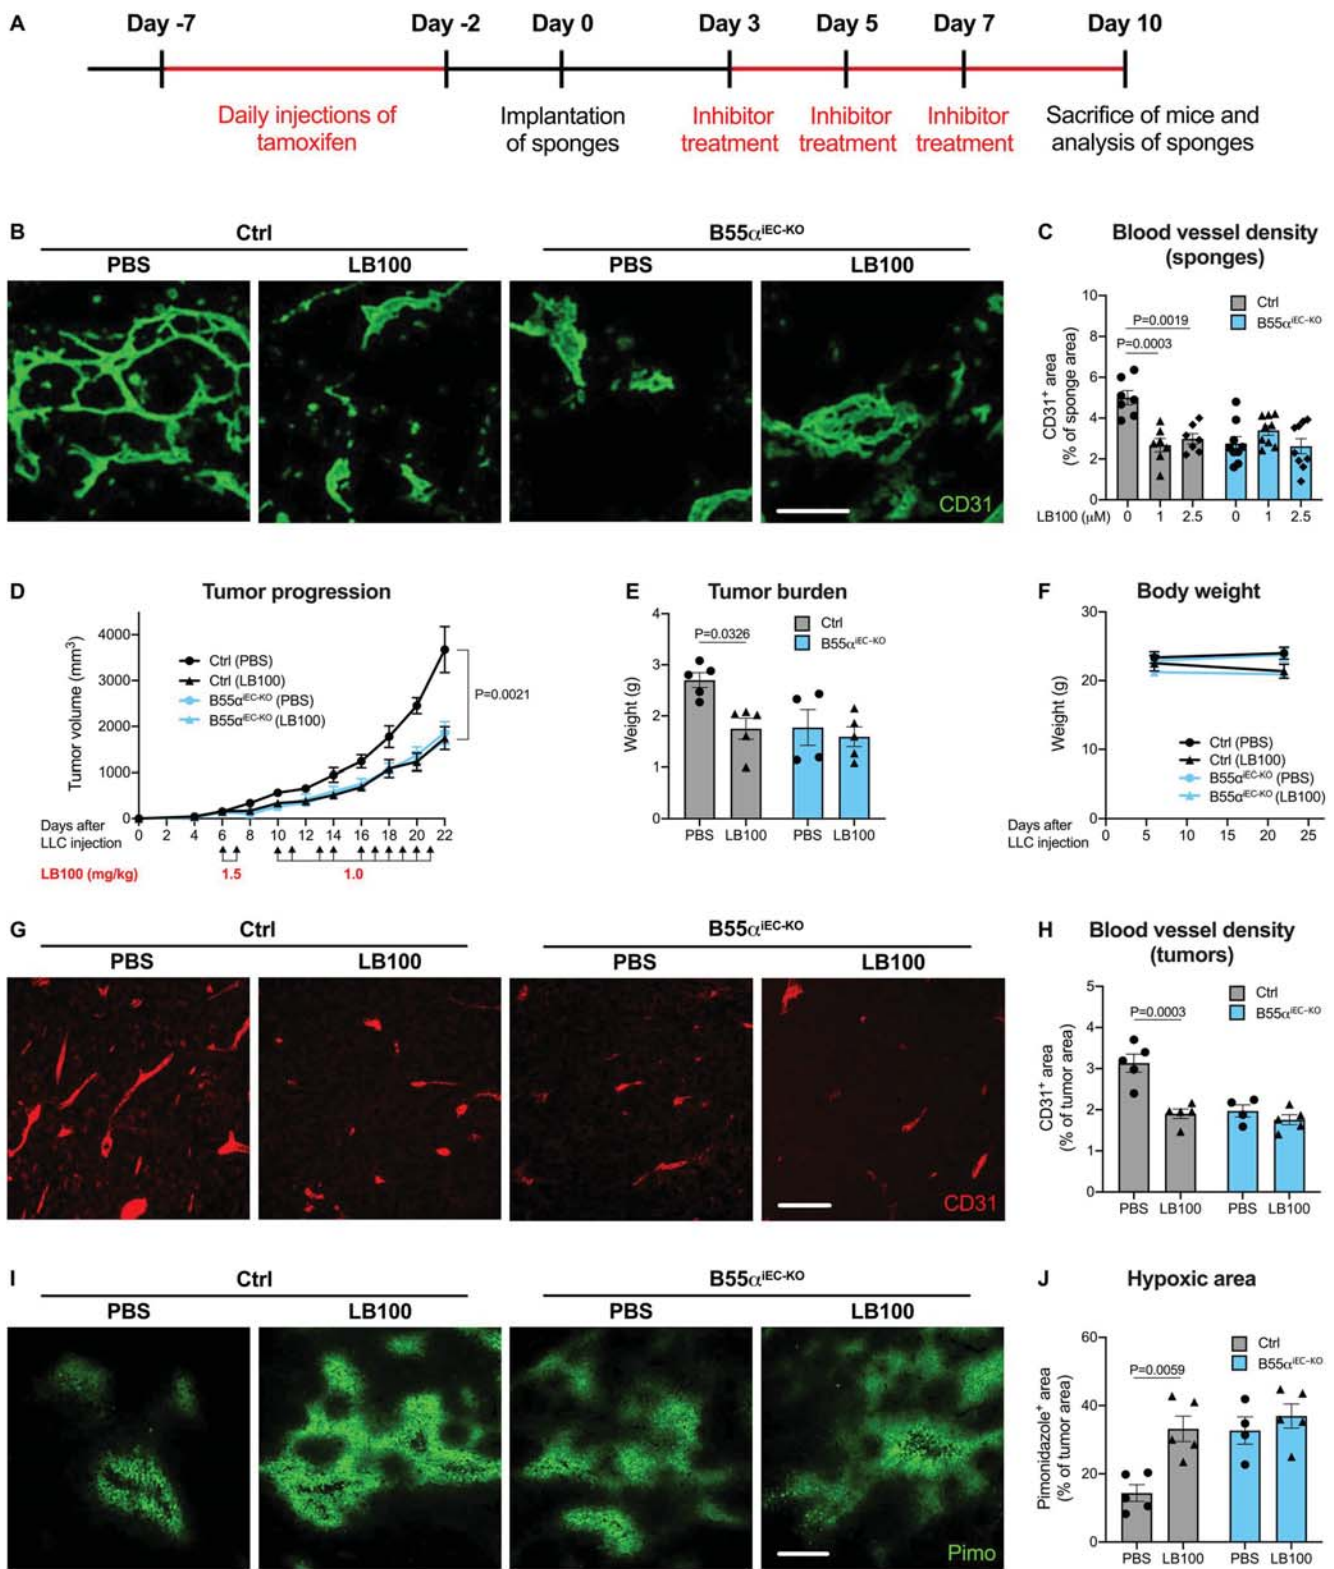 A
Day -7
Day -2
Day 0
Day 3
Day 5
Day 7
Day 10
Daily injections of
tamoxifen
Implantation
of sponges
Inhibitor
treatment
Inhibitor
treatment
Inhibitor
treatment
Sacrifice of mice and
analysis of sponges
B
Ctrl
B55α^iEC-KO
PBS
LB100
PBS
LB100
CD31
C
Blood vessel density
(sponges)
CD31⁺ area
(% of sponge area)
10
8
6
4
2
0
Ctrl
B55α^iEC-KO
P=0.0019
P=0.0003
LB100 (μM) 0 1 2.5 0 1 2.5
D
Tumor progression
Tumor volume (mm³)
4000
3000
2000
1000
0
Ctrl (PBS)
Ctrl (LB100)
B55α^iEC-KO (PBS)
B55α^iEC-KO (LB100)
P=0.0021
Days after
LLC injection
0 2 4 6 8 10 12 14 16 18 20 22
LB100 (mg/kg) 1.5 1.0
E
Tumor burden
Weight (g)
4
3
2
1
0
P=0.0326
Ctrl
B55α^iEC-KO
PBS LB100 PBS LB100
F
Body weight
Weight (g)
30
20
10
0
Ctrl (PBS)
Ctrl (LB100)
B55α^iEC-KO (PBS)
B55α^iEC-KO (LB100)
Days after
LLC injection
0 5 10 15 20 25
G
Ctrl
B55α^iEC-KO
PBS
LB100
PBS
LB100
CD31
H
Blood vessel density
(tumors)
CD31⁺ area
(% of tumor area)
5
4
3
2
1
0
Ctrl
B55α^iEC-KO
P=0.0003
PBS LB100 PBS LB100
I
Ctrl
B55α^iEC-KO
PBS
LB100
PBS
LB100
Pimo
J
Hypoxic area
Pimonidazole⁺ area
(% of tumor area)
60
40
20
0
Ctrl
B55α^iEC-KO
P=0.0059
PBS LB100 PBS LB100